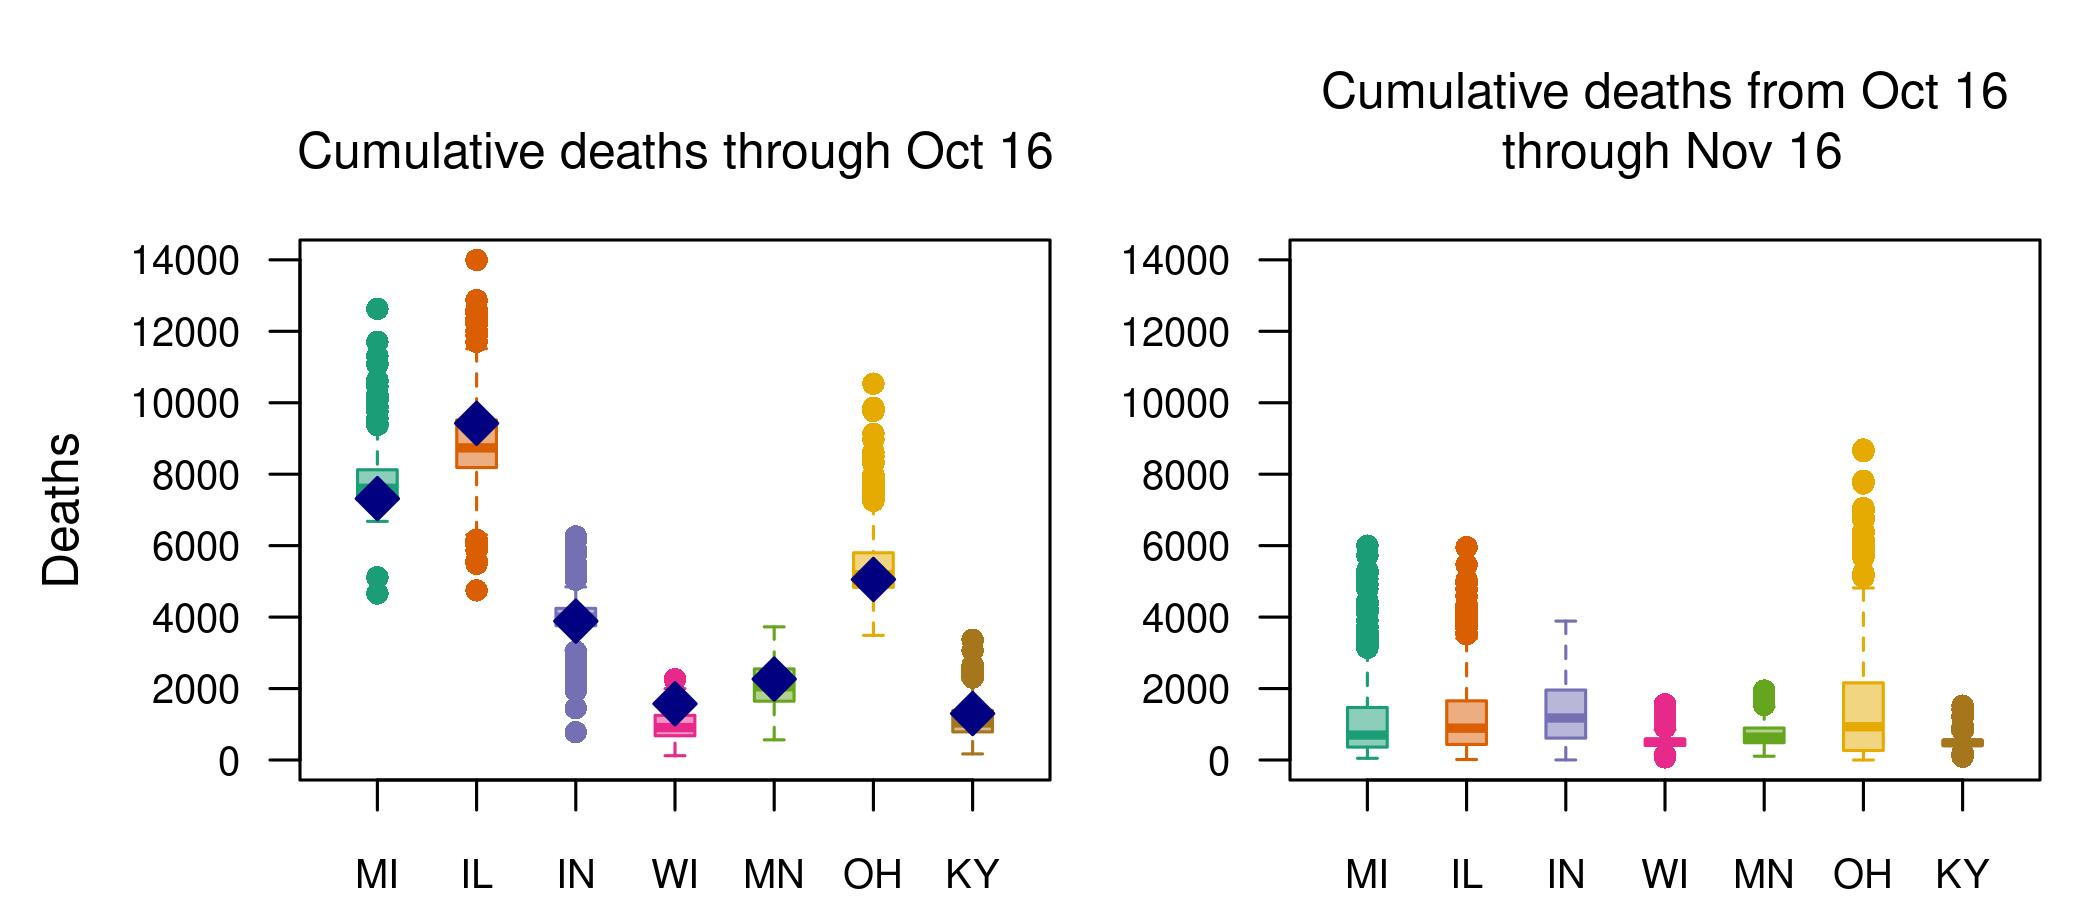 Cumulative deaths through Oct 16
Cumulative deaths from Oct 16
through Nov 16
Deaths
14000
12000
10000
8000
6000
4000
2000
0
MI IL IN WI MN OH KY
14000
12000
10000
8000
6000
4000
2000
0
MI IL IN WI MN OH KY